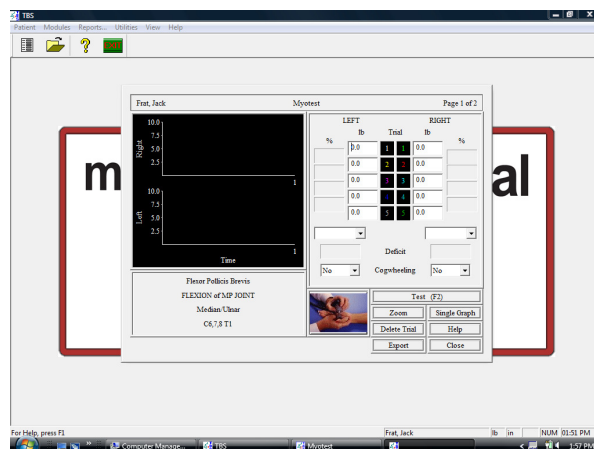 TBS
Patient Modules Reports... Utilities View Help
Frat, Jack Myotest Page 1 of 2
10.0
7.5
5.0
2.5
Right
1
10.0
7.5
5.0
2.5
Left
1
Time
LEFT RIGHT
lb Trial lb
% %
0.0 1 1 0.0
0.0 2 2 0.0
0.0 3 3 0.0
0.0 4 4 0.0
0.0 5 5 0.0
Deficit
No Cogwheeling No
Flexor Pollicis Brevis
FLEXION of MP JOINT
Median/Ulnar
C6,7,8 T1
Test (F2)
Zoom Single Graph
Delete Trial Help
Export Close
m al
For Help, press F1 Frat, Jack lb in NUM 01:51 PM
Computer Manage... TBS Myotest 1:57 PM